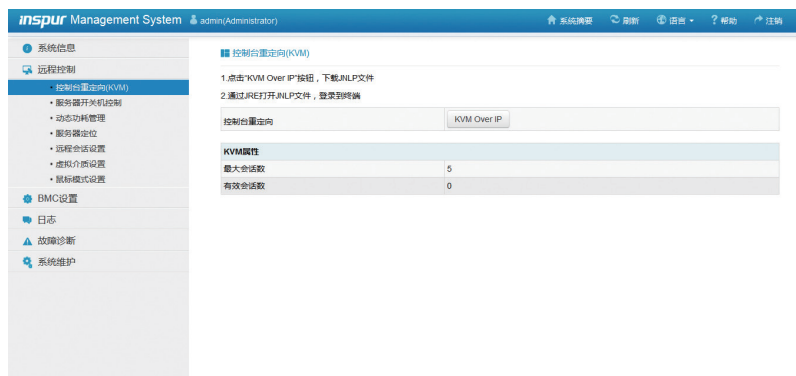 inspur Management System admin(Administrator) 系统摘要 刷新 语言 ?帮助 注销
系统信息
远程控制
• 控制台重定向(KVM)
• 服务器开关机控制
• 动态功耗管理
• 服务器定位
• 远程会话设置
• 虚拟介质设置
• 鼠标模式设置
BMC设置
日志
故障诊断
系统维护
控制台重定向(KVM)
1.点击"KVM Over IP"按钮，下载JNLP文件
2.通过JRE打开JNLP文件，登录到终端
控制台重定向 KVM Over IP
KVM属性
最大会话数 5
有效会话数 0